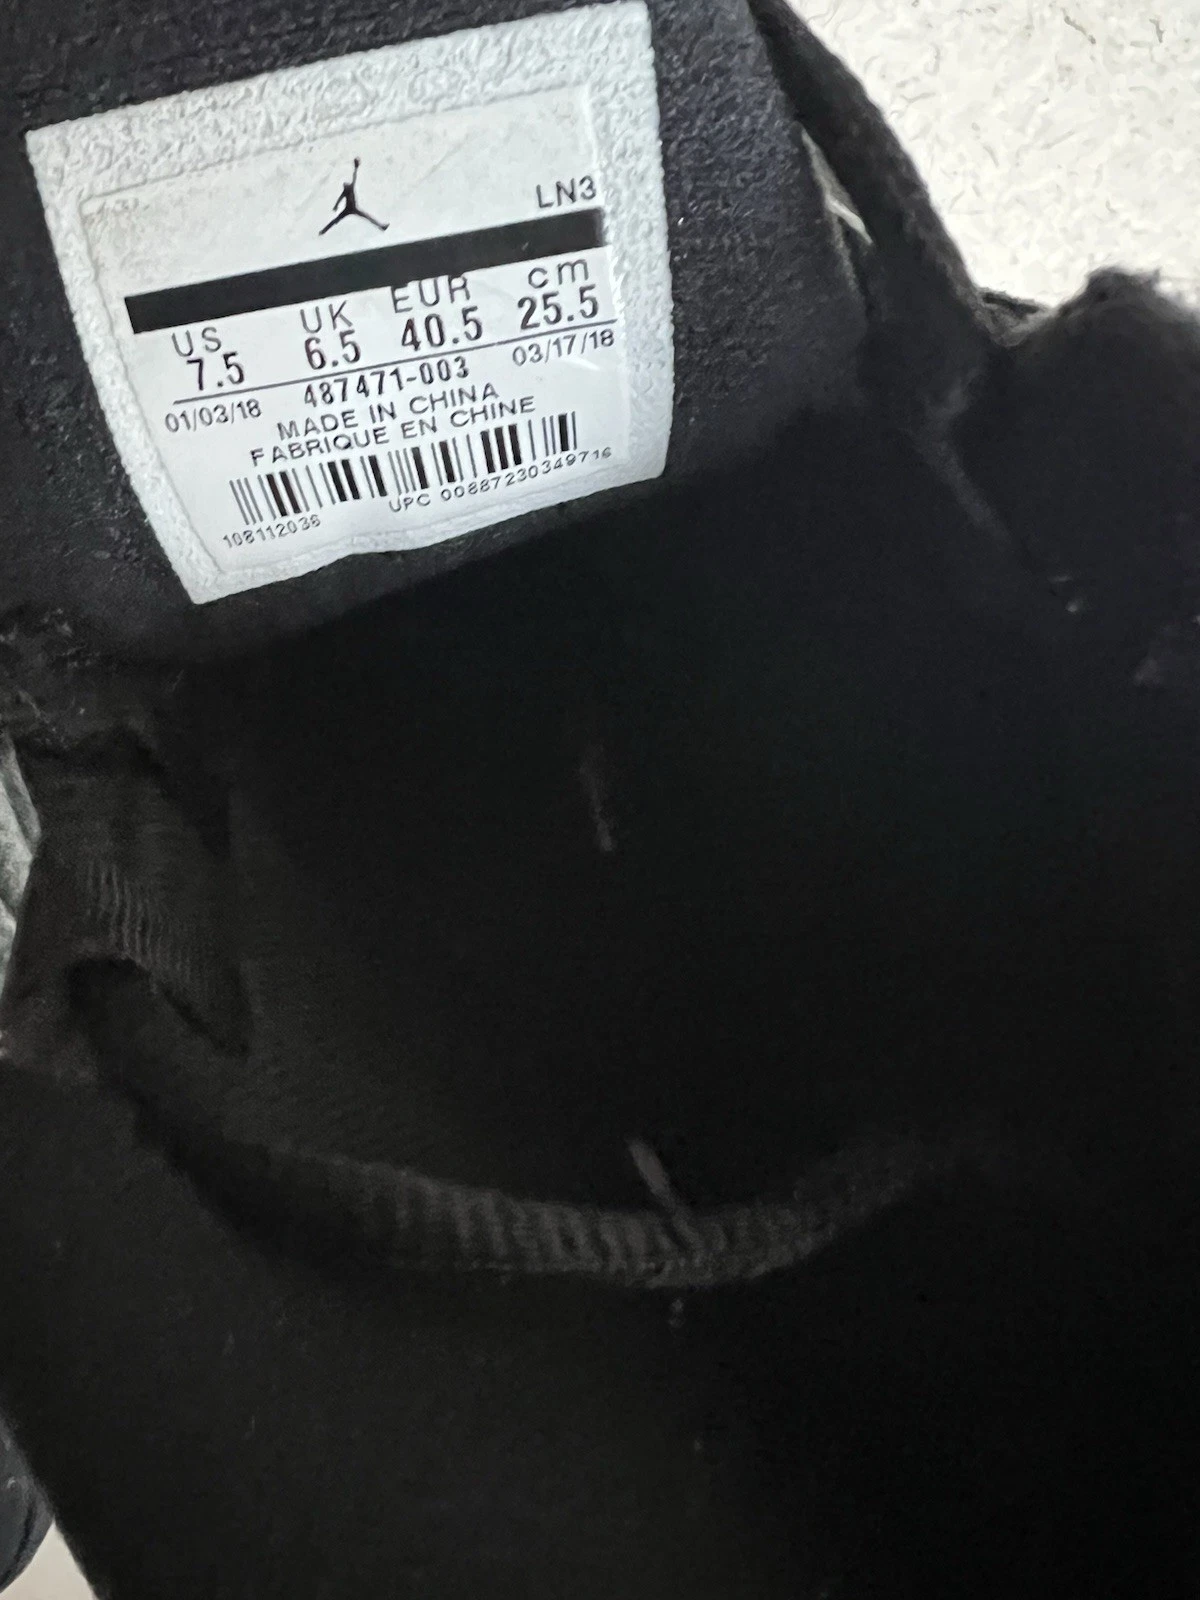 LN3
US UK EUR cm
7.5 6.5 40.5 25.5
01/03/18 487471-003 03/17/18
MADE IN CHINA
FABRIQUE EN CHINE
108112036 UPC 00887230349716